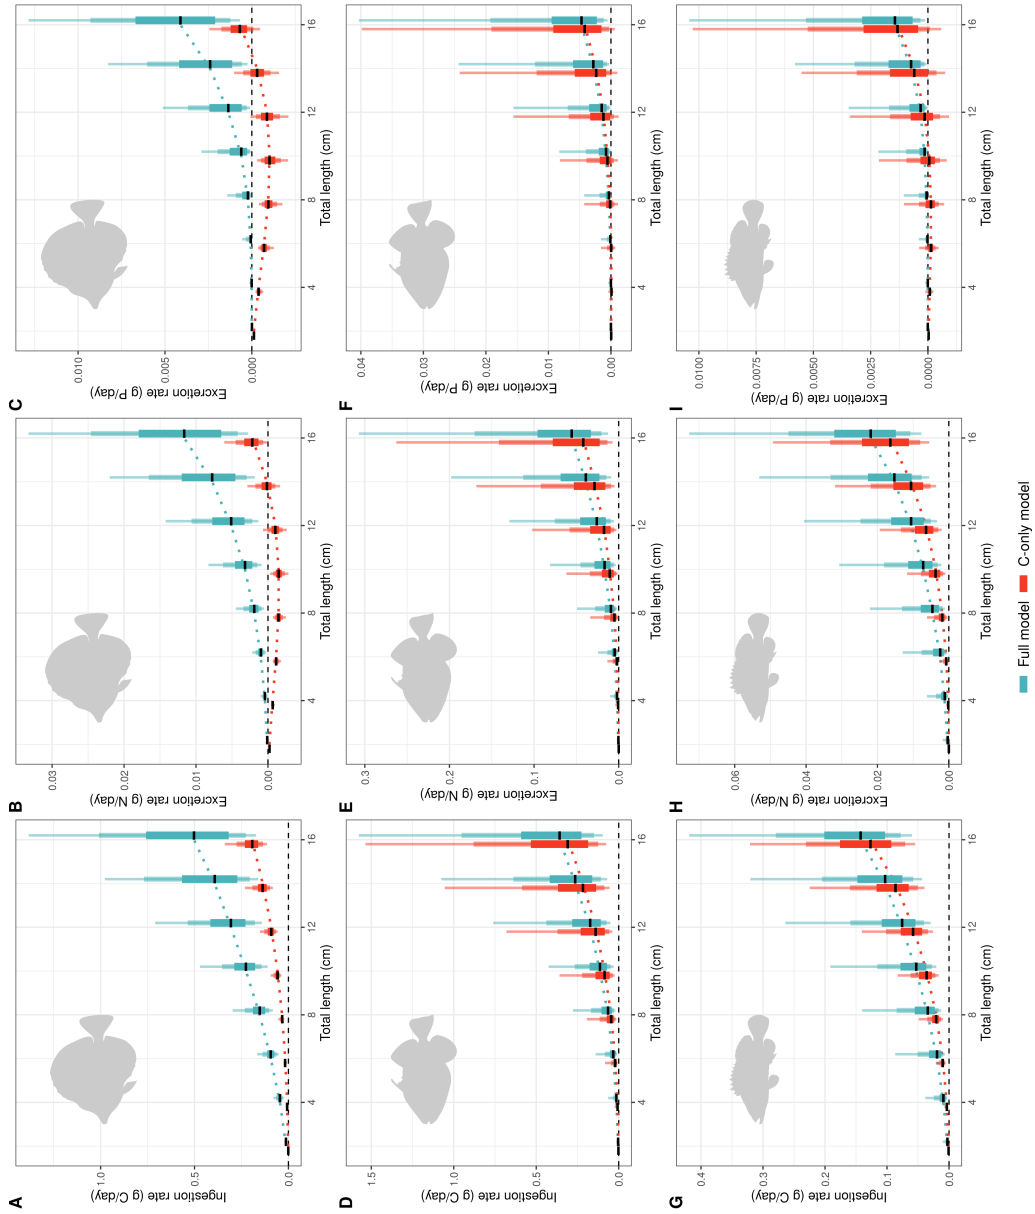 A
Ingestion rate (g C/day)
1.0
0.5
0.0
4
8
12
16
Total length (cm)
B
Excretion rate (g N/day)
0.03
0.02
0.01
0.00
4
8
12
16
Total length (cm)
C
Excretion rate (g P/day)
0.010
0.005
0.000
4
8
12
16
Total length (cm)
D
Ingestion rate (g C/day)
1.5
1.0
0.5
0.0
4
8
12
16
Total length (cm)
E
Excretion rate (g N/day)
0.3
0.2
0.1
0.0
4
8
12
16
Total length (cm)
F
Excretion rate (g P/day)
0.04
0.03
0.02
0.01
0.00
4
8
12
16
Total length (cm)
G
Ingestion rate (g C/day)
0.4
0.3
0.2
0.1
0.0
4
8
12
16
Total length (cm)
H
Excretion rate (g N/day)
0.06
0.04
0.02
0.00
4
8
12
16
Total length (cm)
I
Excretion rate (g P/day)
0.0100
0.0075
0.0050
0.0025
0.0000
4
8
12
16
Total length (cm)
Full model C-only model